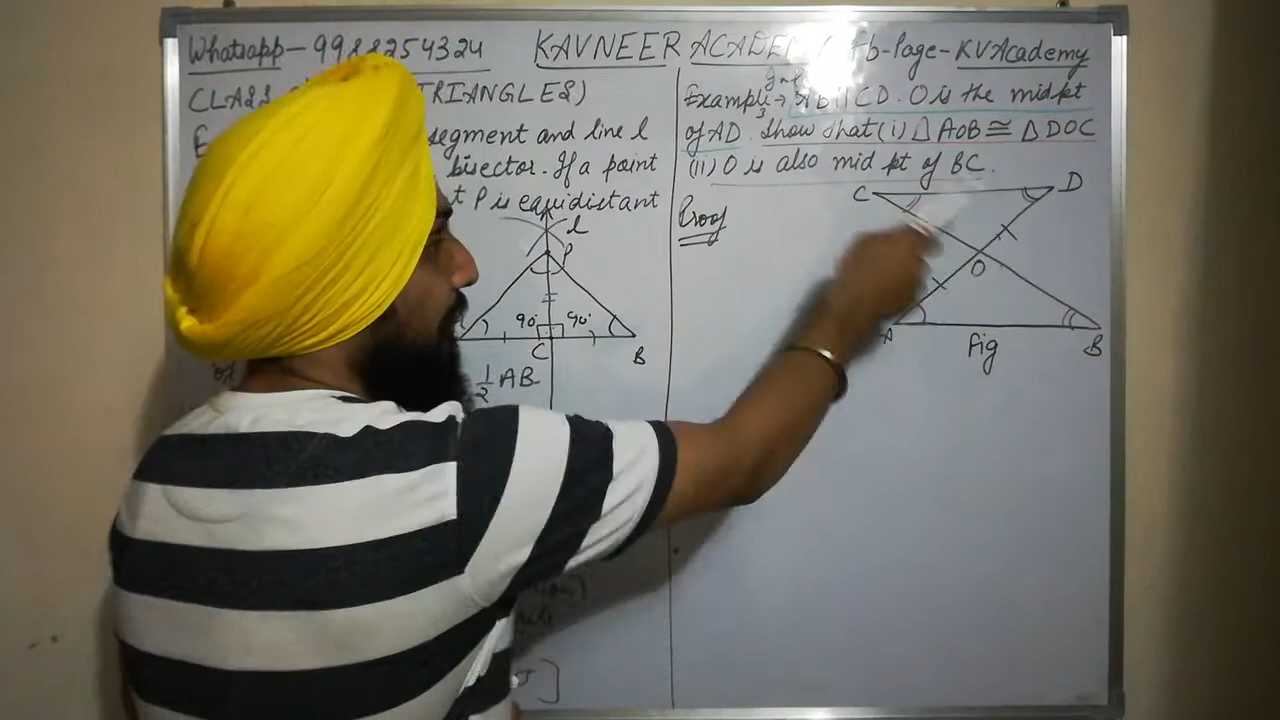 Whatsapp - 9988254324 KAVNEER ACADEMY fb-Page - KVAcademy
CLASS TRIANGLES)
segment and line l
bisector. If a point
P is equidistant
l
P
90° 90°
C B
1/2 AB
Example 3 → AB || CD. O is the mid pt
of AD. Show that (i) △ AOB ≅ △ DOC
(ii) O is also mid pt of BC.
Proof
C D
O
A B
fig